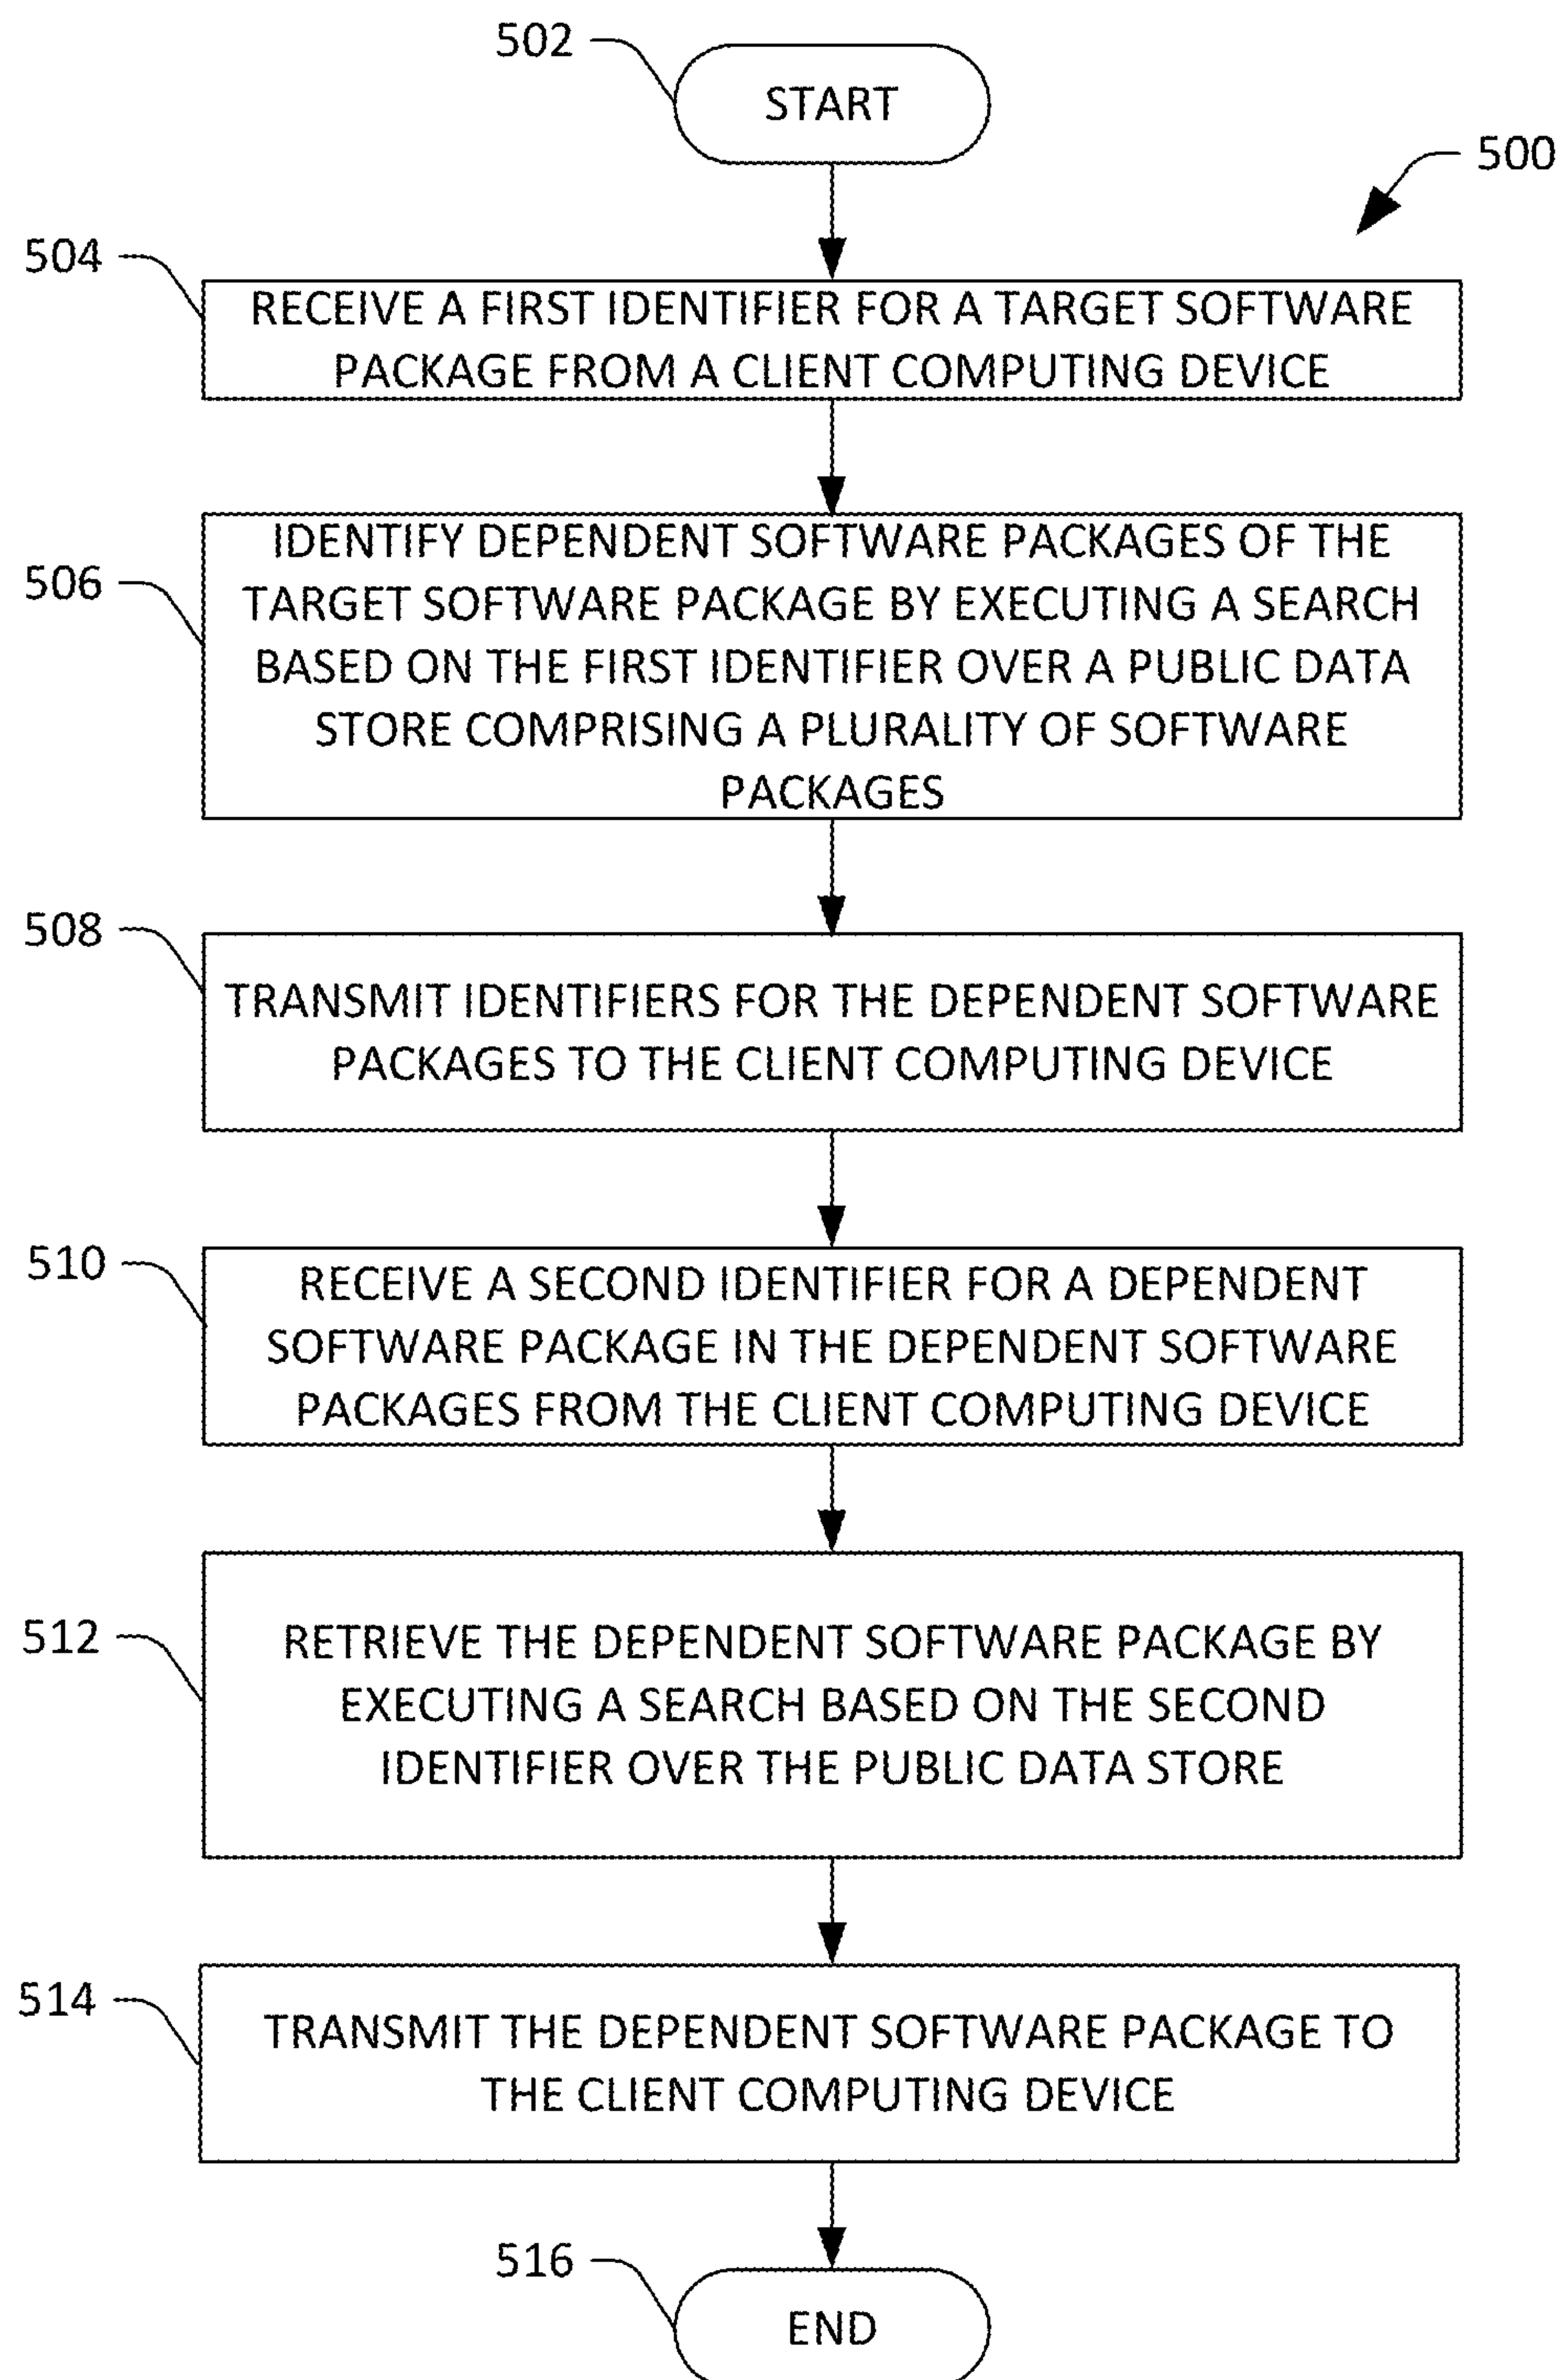 502
START
500
504
RECEIVE A FIRST IDENTIFIER FOR A TARGET SOFTWARE
PACKAGE FROM A CLIENT COMPUTING DEVICE
506
IDENTIFY DEPENDENT SOFTWARE PACKAGES OF THE
TARGET SOFTWARE PACKAGE BY EXECUTING A SEARCH
BASED ON THE FIRST IDENTIFIER OVER A PUBLIC DATA
STORE COMPRISING A PLURALITY OF SOFTWARE
PACKAGES
508
TRANSMIT IDENTIFIERS FOR THE DEPENDENT SOFTWARE
PACKAGES TO THE CLIENT COMPUTING DEVICE
510
RECEIVE A SECOND IDENTIFIER FOR A DEPENDENT
SOFTWARE PACKAGE IN THE DEPENDENT SOFTWARE
PACKAGES FROM THE CLIENT COMPUTING DEVICE
512
RETRIEVE THE DEPENDENT SOFTWARE PACKAGE BY
EXECUTING A SEARCH BASED ON THE SECOND
IDENTIFIER OVER THE PUBLIC DATA STORE
514
TRANSMIT THE DEPENDENT SOFTWARE PACKAGE TO
THE CLIENT COMPUTING DEVICE
516
END